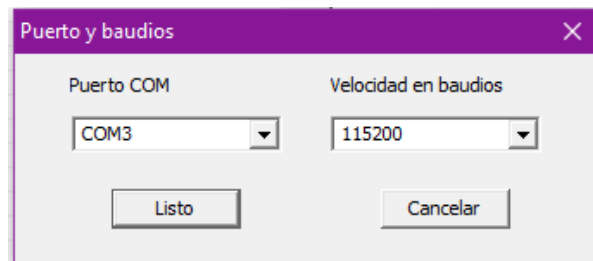 Puerto y baudios
Puerto COM Velocidad en baudios
COM3 115200
Listo Cancelar